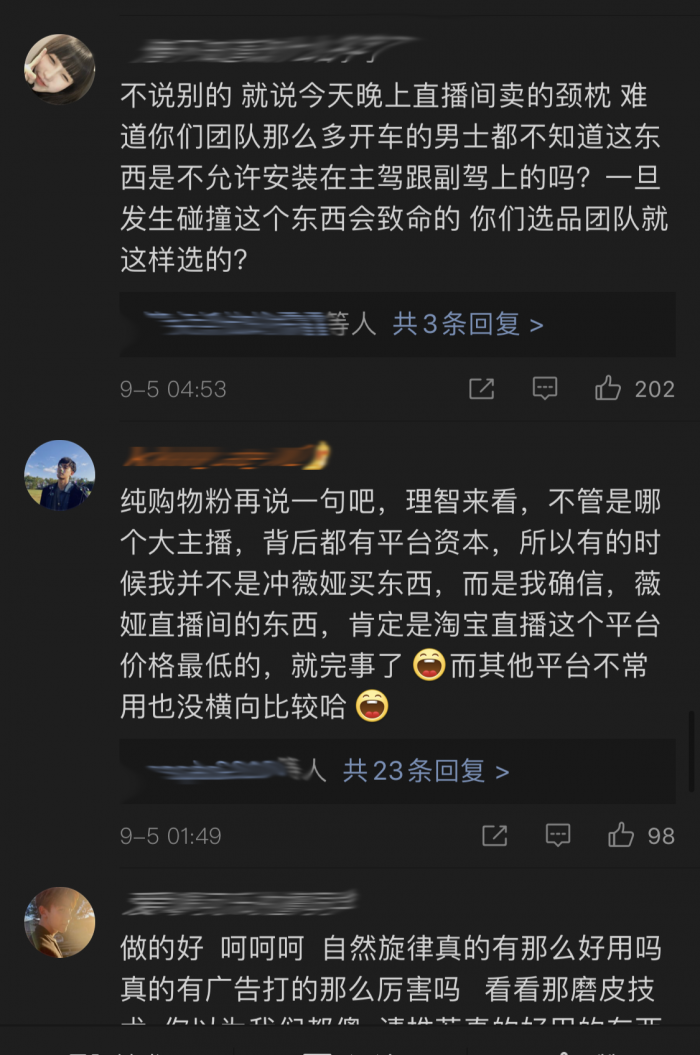 不说别的 就说今天晚上直播间卖的颈枕 难
道你们团队那么多开车的男士都不知道这东
西是不允许安装在主驾跟副驾上的吗？一旦
发生碰撞这个东西会致命的 你们选品团队就
这样选的？
等人 共3条回复 >
9-5 04:53
202
纯购物粉再说一句吧，理智来看，不管是哪
个大主播，背后都有平台资本，所以有的时
候我并不是冲薇娅买东西，而是我确信，薇
娅直播间的东西，肯定是淘宝直播这个平台
价格最低的，就完事了 而其他平台不常
用也没横向比较哈
人 共23条回复 >
9-5 01:49
98
做的好 呵呵呵 自然旋律真的有那么好用吗
真的有广告打的那么厉害吗 看看那磨皮技